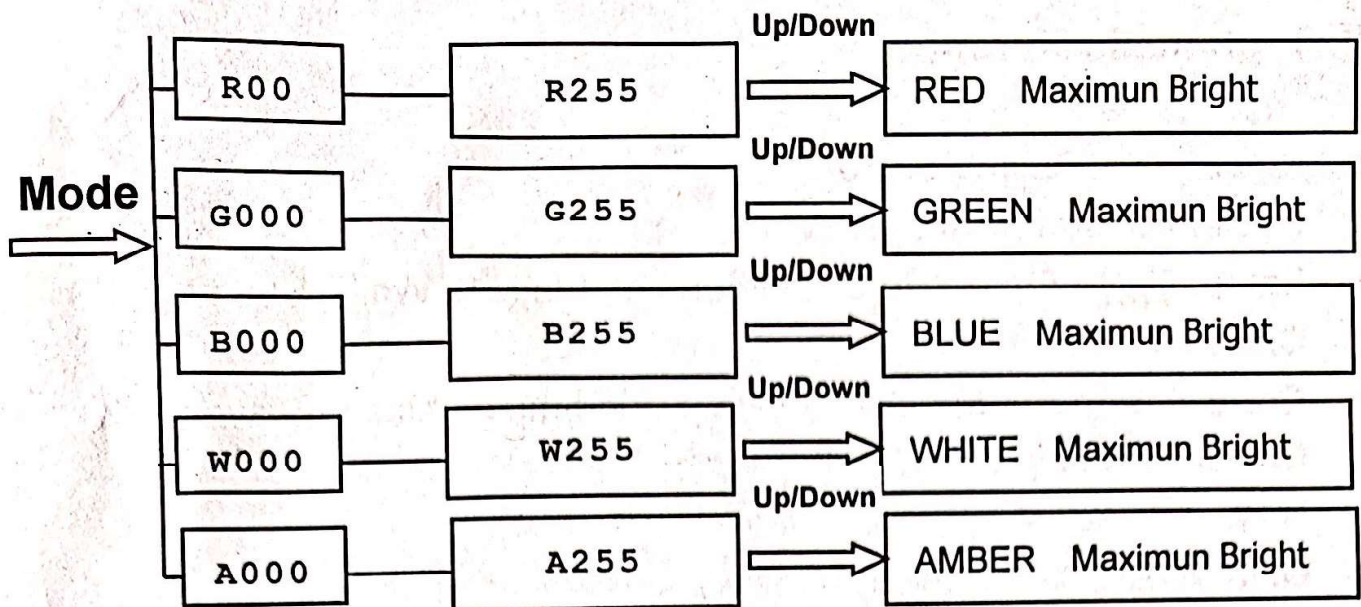 Up/Down
R00 R255 RED Maximun Bright
Up/Down
Mode
G000 G255 GREEN Maximun Bright
Up/Down
B000 B255 BLUE Maximun Bright
Up/Down
W000 W255 WHITE Maximun Bright
Up/Down
A000 A255 AMBER Maximun Bright